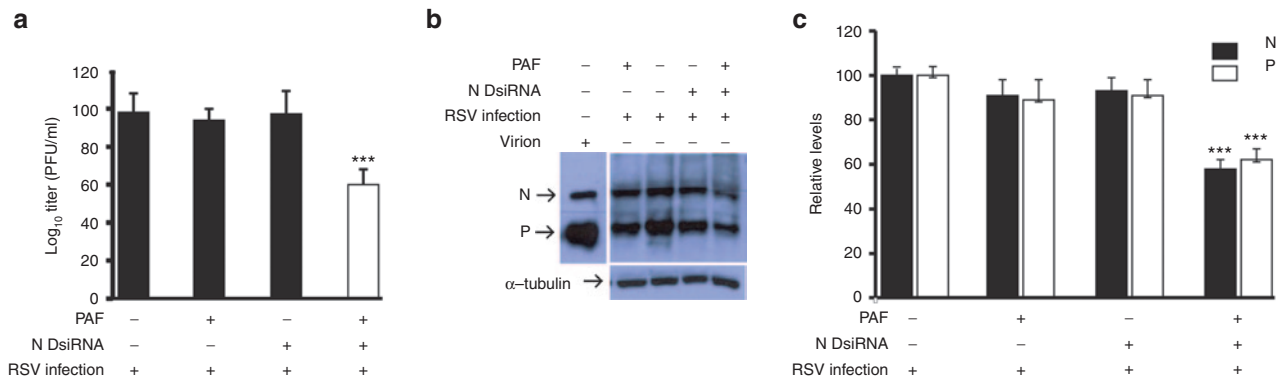 a
Log10 titer (PFU/ml)
120
100
80
60
40
20
0
***
PAF – + – +
N DsiRNA – – + +
RSV infection + + + +
b
PAF – + – – +
N DsiRNA – – – + +
RSV infection – + + + +
Virion + – – – –
N →
P →
α–tubulin →
c
Relative levels
120
100
80
60
40
20
0
N
P
***
***
PAF – + – +
N DsiRNA – – + +
RSV infection + + + +